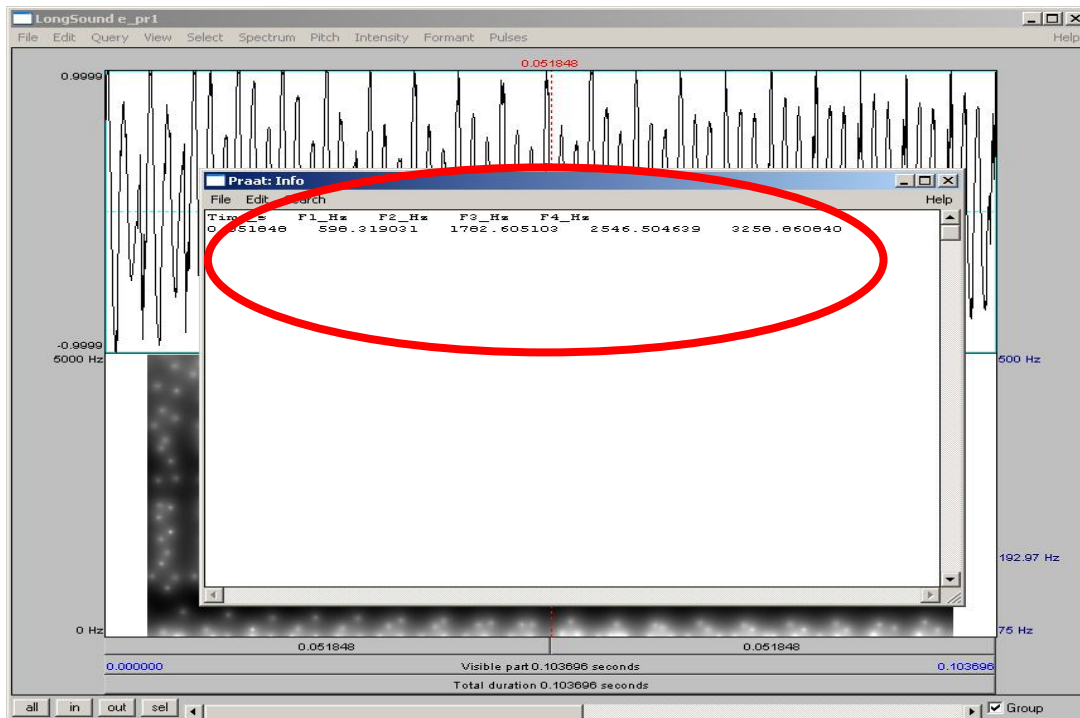 LongSound e_pr1
File Edit Query View Select Spectrum Pitch Intensity Formant Pulses Help
0.051848
0.9999
Praat: Info
File Edit Search Help
Time_s F1_Hz F2_Hz F3_Hz F4_Hz
0.051848 598.319031 1782.605103 2546.504639 3258.860840
-0.9999
5000 Hz 500 Hz
192.97 Hz
0 Hz 75 Hz
0.051848 0.051848
0.000000 Visible part 0.103696 seconds 0.103696
Total duration 0.103696 seconds
all in out sel Group